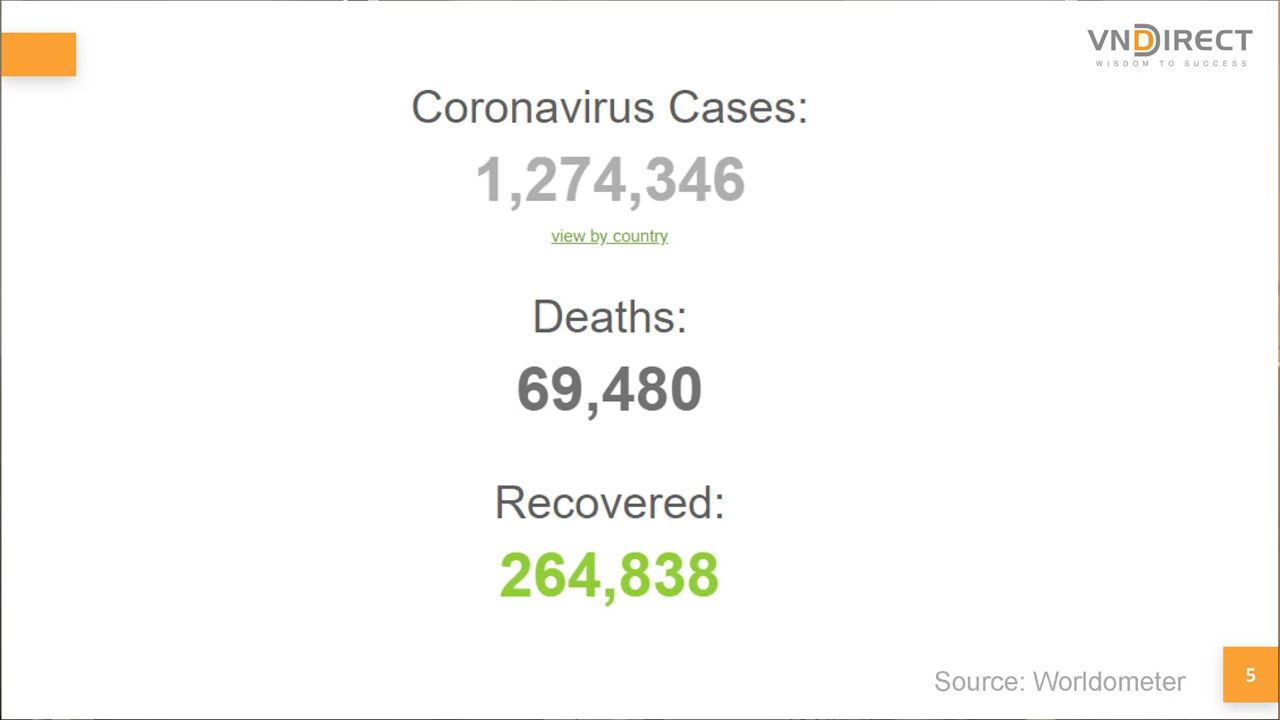 VNDIRECT
WISDOM TO SUCCESS
Coronavirus Cases:
1,274,346
view by country
Deaths:
69,480
Recovered:
264,838
Source: Worldometer
5